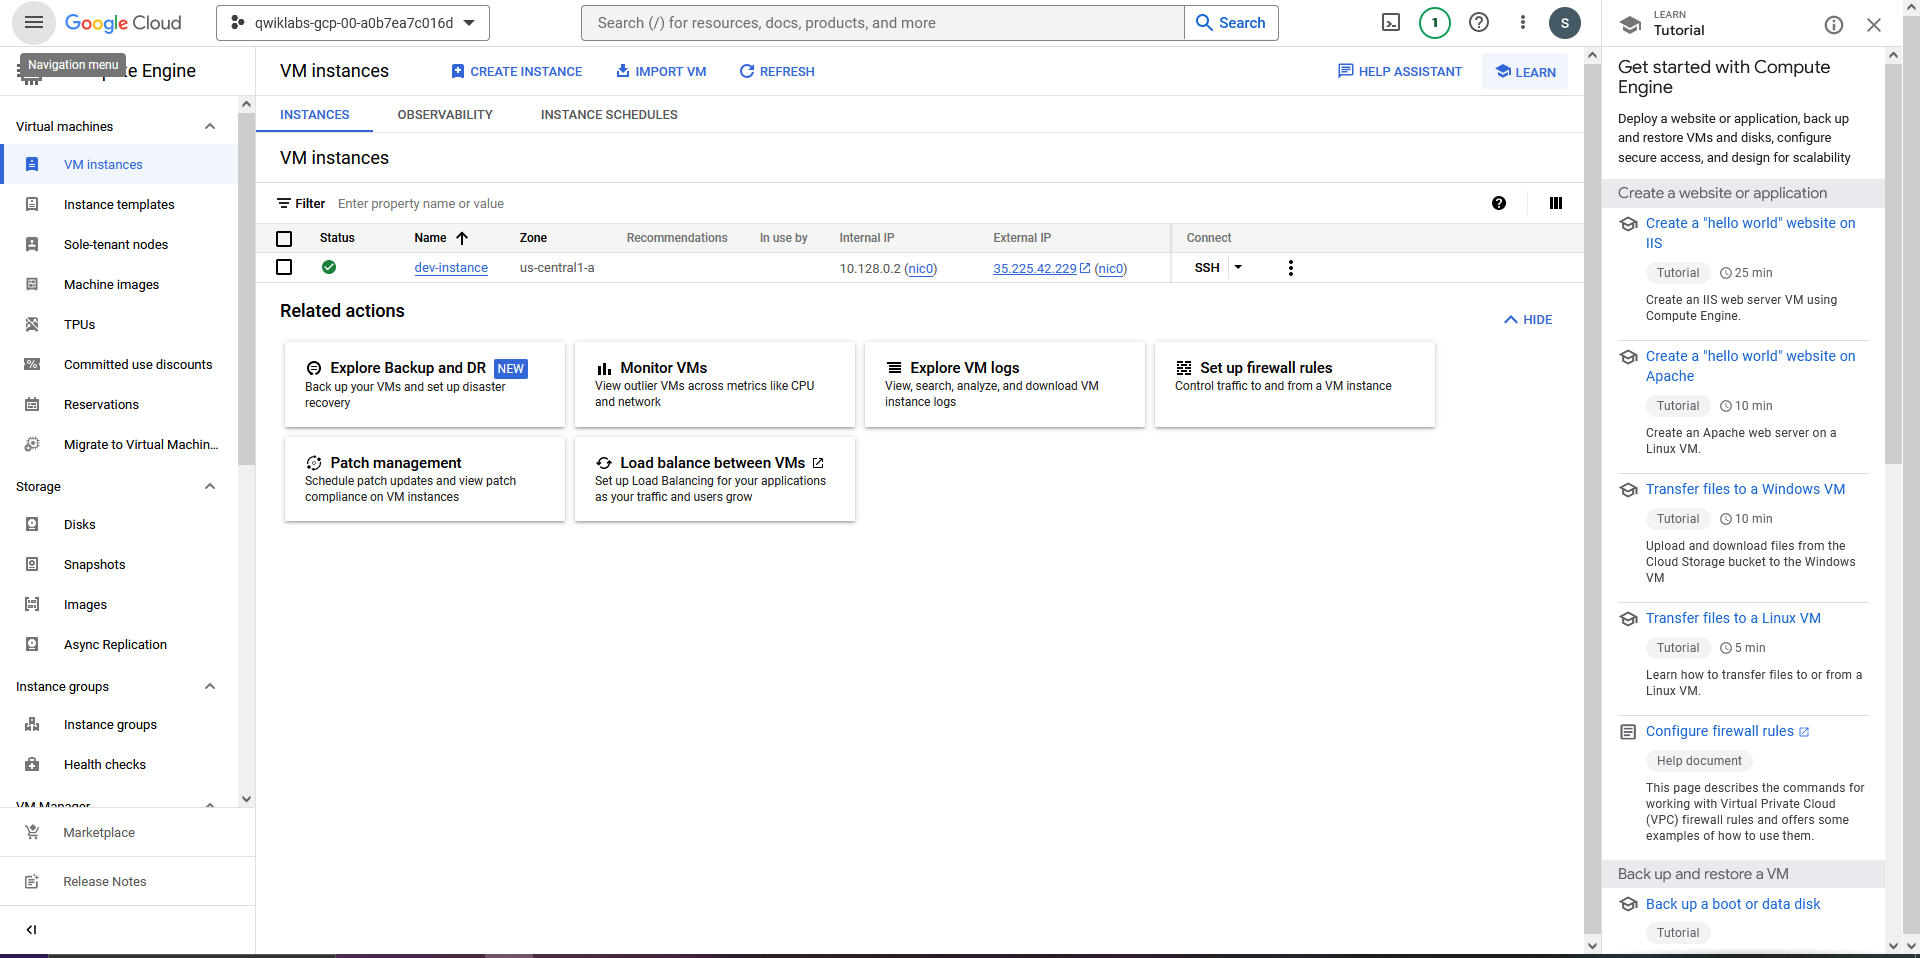 Google Cloud
qwiklabs-gcp-00-a0b7ea7c016d
Search (/) for resources, docs, products, and more
Search
1
S
LEARN
Tutorial
Navigation menu
Engine
Virtual machines
VM instances
Instance templates
Sole-tenant nodes
Machine images
TPUs
Committed use discounts
Reservations
Migrate to Virtual Machin...
Storage
Disks
Snapshots
Images
Async Replication
Instance groups
Instance groups
Health checks
VM Manager
Marketplace
Release Notes
VM instances
CREATE INSTANCE
IMPORT VM
REFRESH
HELP ASSISTANT
LEARN
INSTANCES
OBSERVABILITY
INSTANCE SCHEDULES
VM instances
Filter
Enter property name or value
Status
Name
Zone
Recommendations
In use by
Internal IP
External IP
Connect
dev-instance
us-central1-a
10.128.0.2 (nic0)
35.225.42.229 (nic0)
SSH
Related actions
HIDE
Explore Backup and DR NEW
Back up your VMs and set up disaster
recovery
Monitor VMs
View outlier VMs across metrics like CPU
and network
Explore VM logs
View, search, analyze, and download VM
instance logs
Set up firewall rules
Control traffic to and from a VM instance
Patch management
Schedule patch updates and view patch
compliance on VM instances
Load balance between VMs
Set up Load Balancing for your applications
as your traffic and users grow
Get started with Compute
Engine
Deploy a website or application, back up
and restore VMs and disks, configure
secure access, and design for scalability
Create a website or application
Create a "hello world" website on
IIS
Tutorial
25 min
Create an IIS web server VM using
Compute Engine.
Create a "hello world" website on
Apache
Tutorial
10 min
Create an Apache web server on a
Linux VM.
Transfer files to a Windows VM
Tutorial
10 min
Upload and download files from the
Cloud Storage bucket to the Windows
VM
Transfer files to a Linux VM
Tutorial
5 min
Learn how to transfer files to or from a
Linux VM.
Configure firewall rules
Help document
This page describes the commands for
working with Virtual Private Cloud
(VPC) firewall rules and offers some
examples of how to use them.
Back up and restore a VM
Back up a boot or data disk
Tutorial